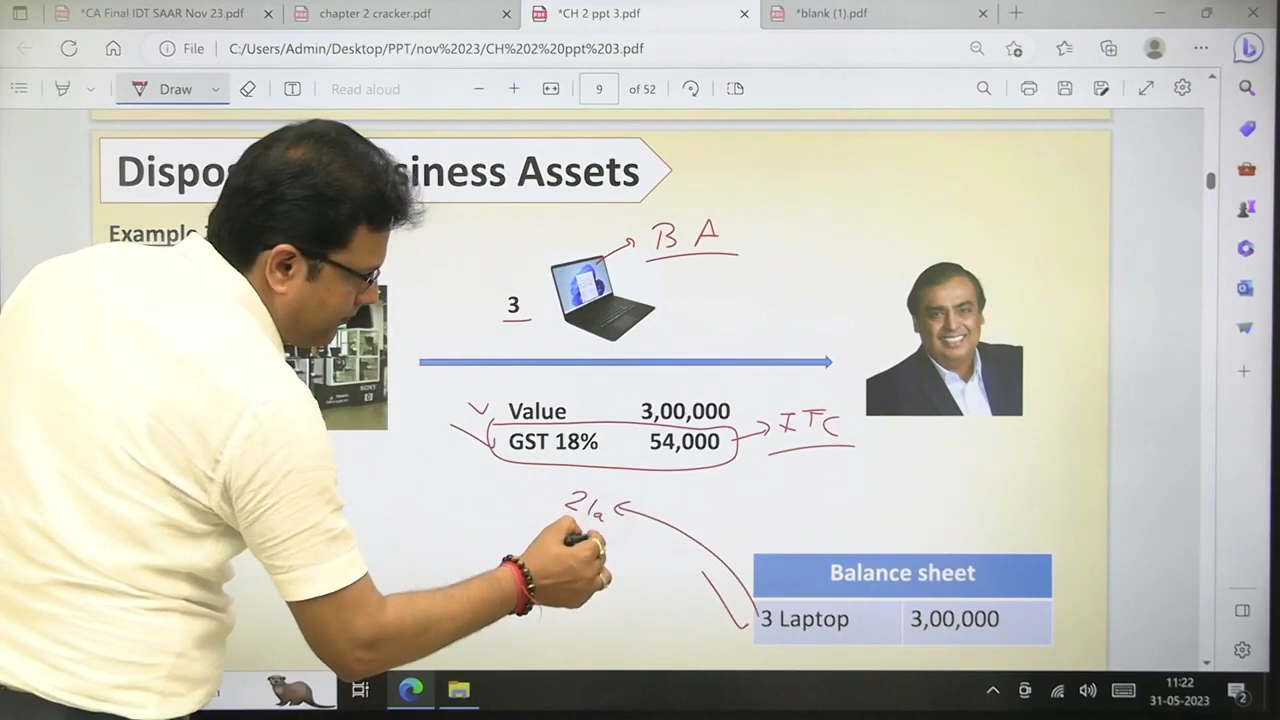 *CA Final IDT SAAR Nov 23.pdf
chapter 2 cracker.pdf
*CH 2 ppt 3.pdf
*blank (1).pdf
File
C:/Users/Admin/Desktop/PPT/nov%2023/CH%202%20ppt%203.pdf
Draw
Read aloud
9 of 52
Dispo
siness Assets
Example
B A
3
SONY
Value 3,00,000
GST 18% 54,000
ITC
Balance sheet
3 Laptop 3,00,000
11:22
31-05-2023
2